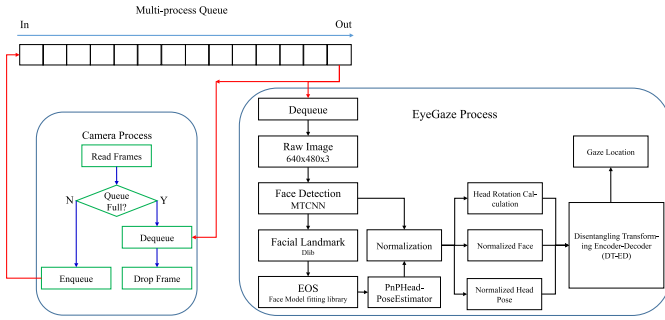 Multi-process Queue
In
Out
Camera Process
Read Frames
N
Queue
Full?
Y
Dequeue
Enqueue
Drop Frame
EyeGaze Process
Dequeue
Raw Image
640x480x3
Face Detection
MTCNN
Facial Landmark
Dlib
EOS
Face Model fitting library
Normalization
PnPHead-
PoseEstimator
Head Rotation Cal-
culation
Normalized Face
Normalized Head
Pose
Gaze Location
Disentangling Transform-
ing Encoder-Decoder
(DT-ED)